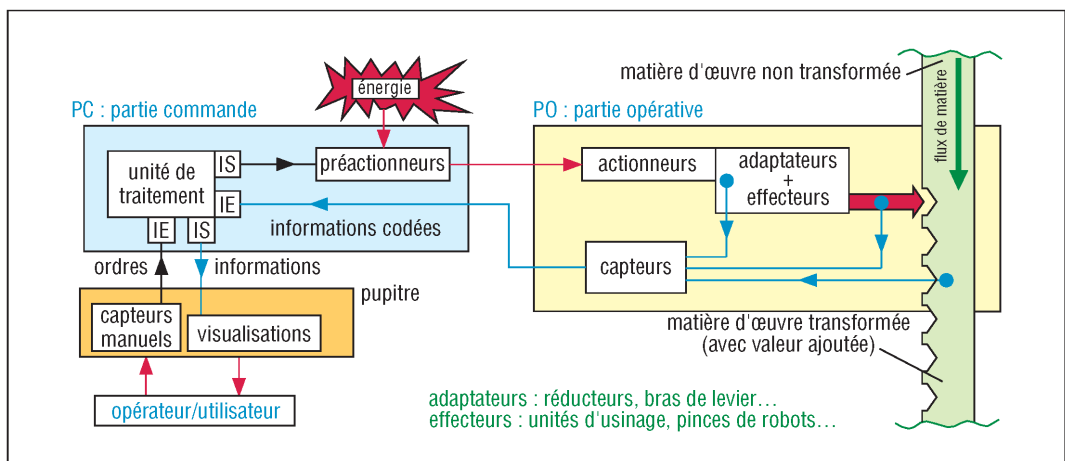 matière d'œuvre non transformée
énergie
PC : partie commande
PO : partie opérative
flux de matière
unité de
traitement
IS
IE
IE
IS
préactionneurs
actionneurs
adaptateurs
+
effecteurs
informations codées
capteurs
ordres
informations
pupitre
capteurs
manuels
visualisations
matière d'œuvre transformée
(avec valeur ajoutée)
opérateur/utilisateur
adaptateurs : réducteurs, bras de levier…
effecteurs : unités d'usinage, pinces de robots…